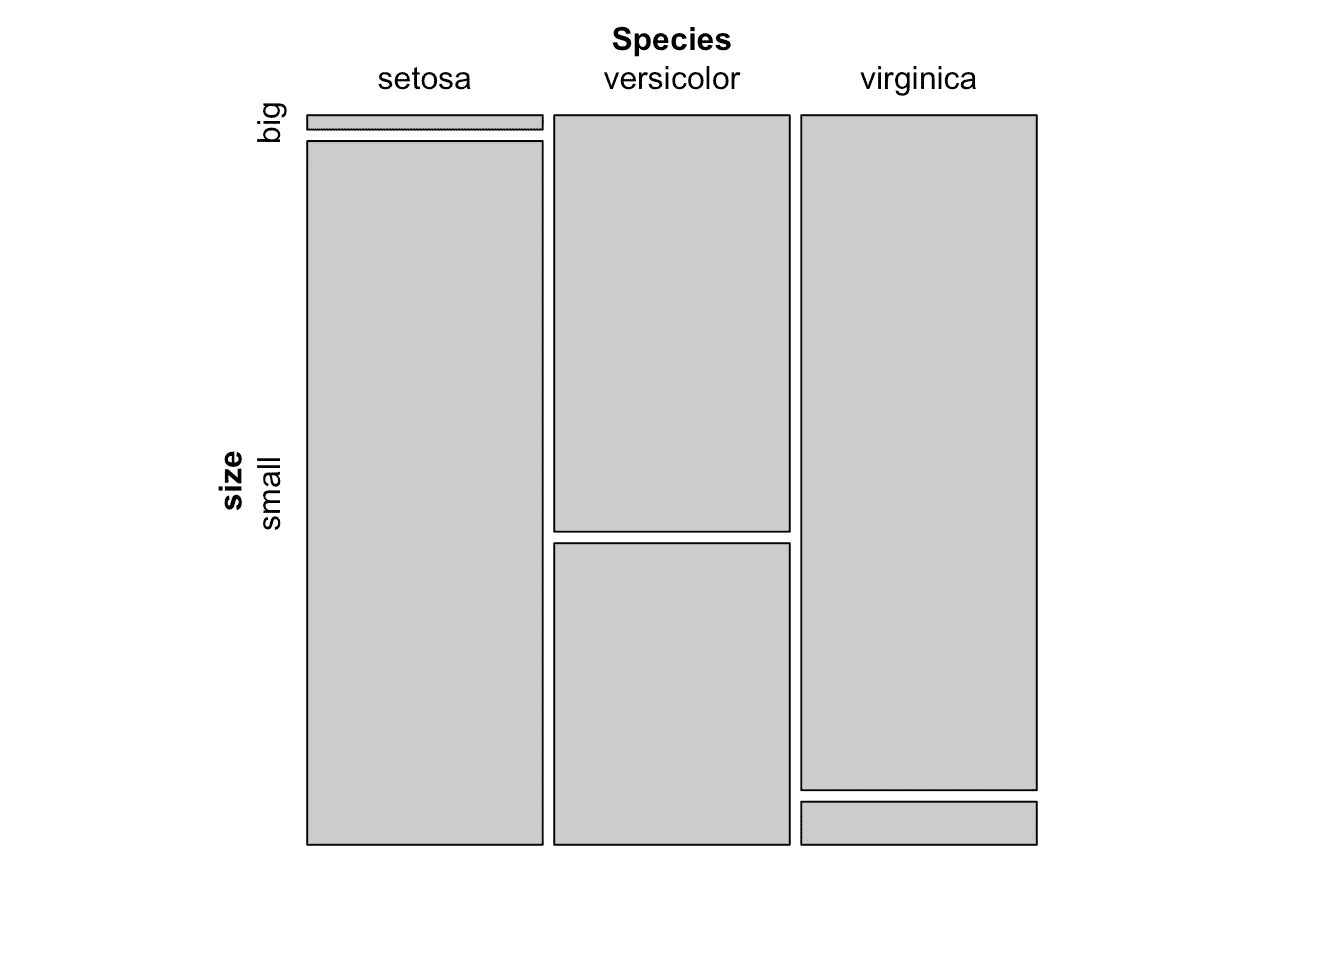 Species
setosa versicolor virginica
big
small
size